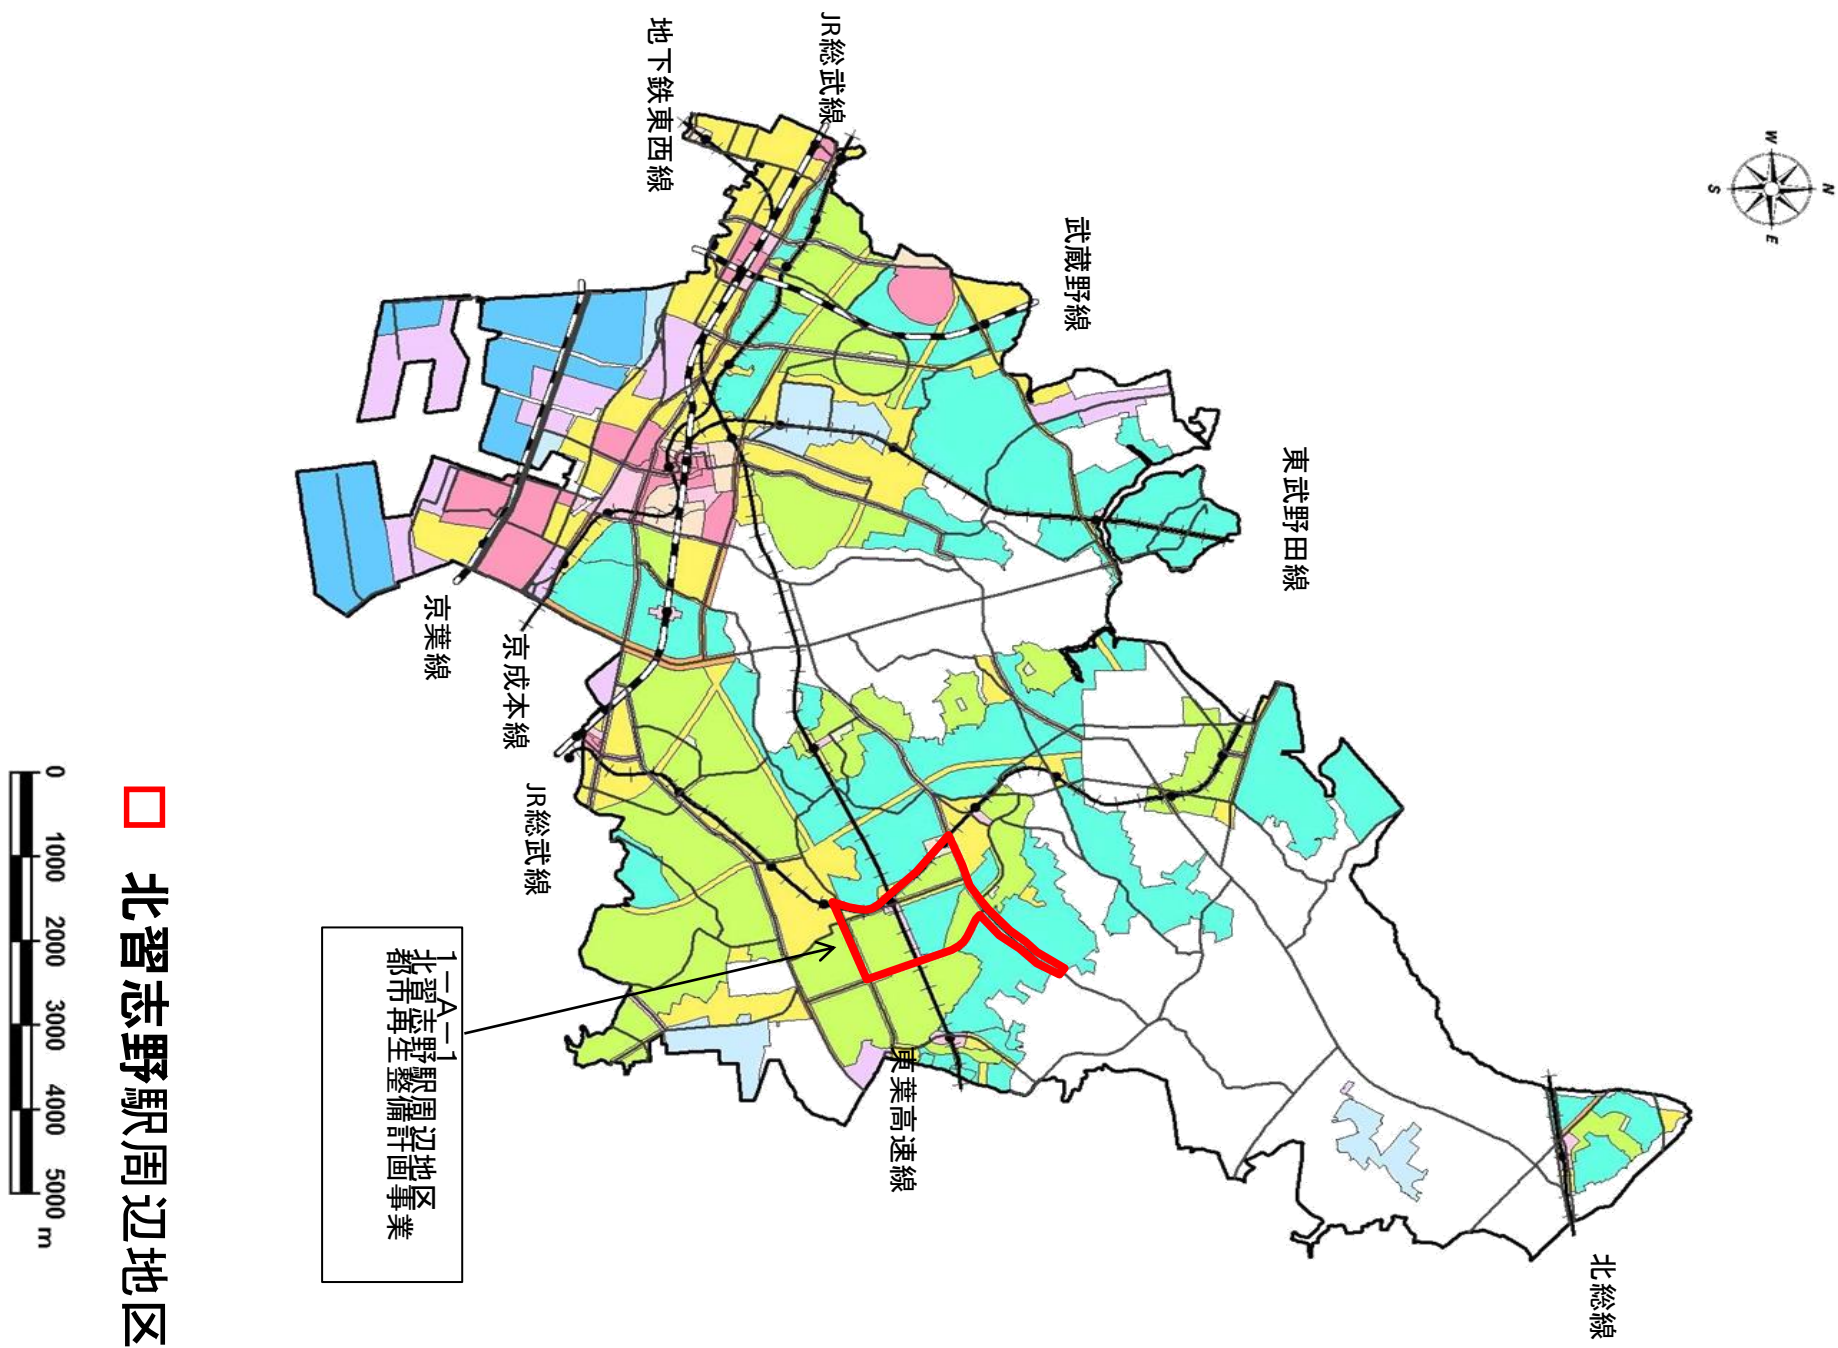 北習志野駅周辺地区
0 1000 2000 3000 4000 5000 m
N
W
E
S
北総線
東武野田線
武蔵野線
JR総武線
地下鉄東西線
東葉高速線
JR総武線
京成本線
京葉線
1-A-1
北習志野駅周辺地区
都市再生整備計画事業